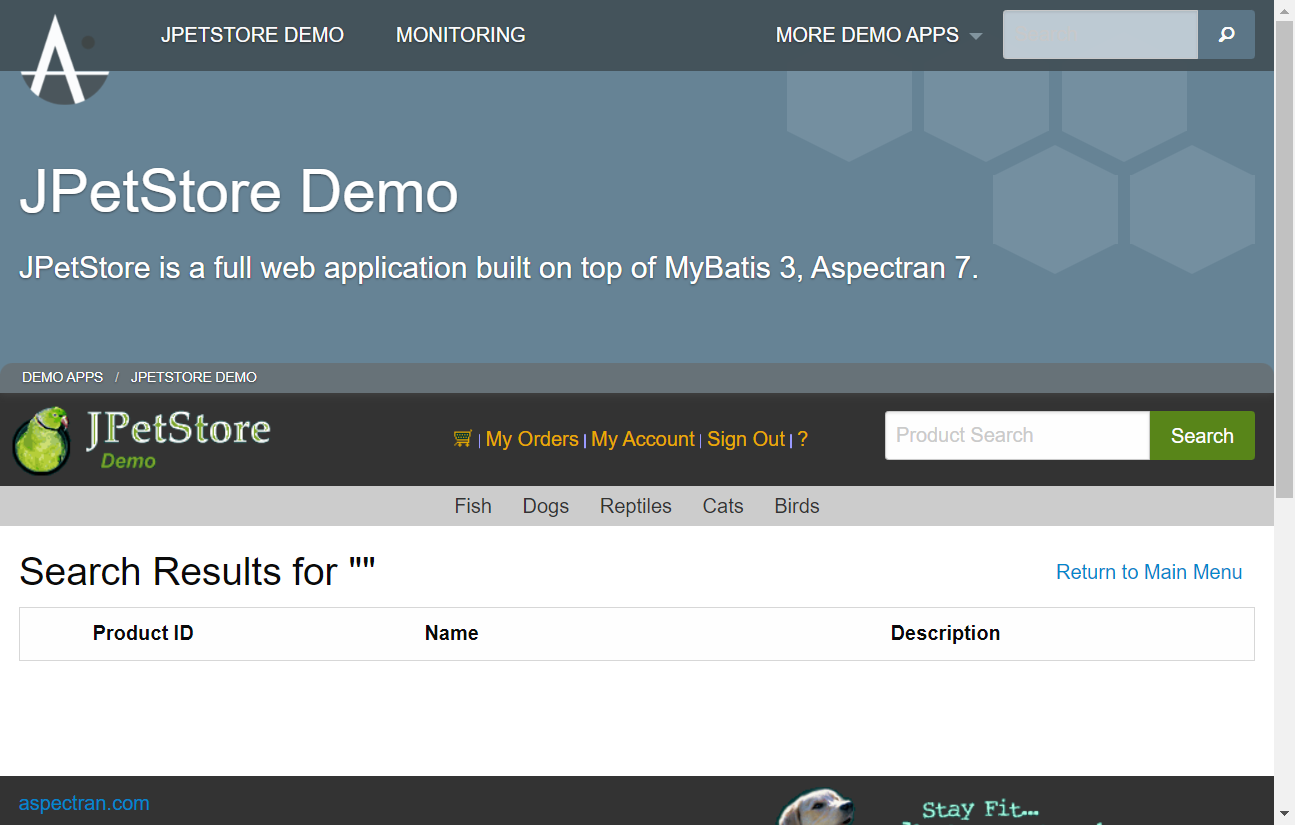 JPETSTORE DEMO MONITORING MORE DEMO APPS
JPetStore Demo
JPetStore is a full web application built on top of MyBatis 3, Aspectran 7.
DEMO APPS / JPETSTORE DEMO
JPetStore
Demo
| My Orders | My Account | Sign Out | ?
Product Search Search
Fish Dogs Reptiles Cats Birds
Search Results for ""
Return to Main Menu
Product ID Name Description
aspectran.com
Stay Fit...